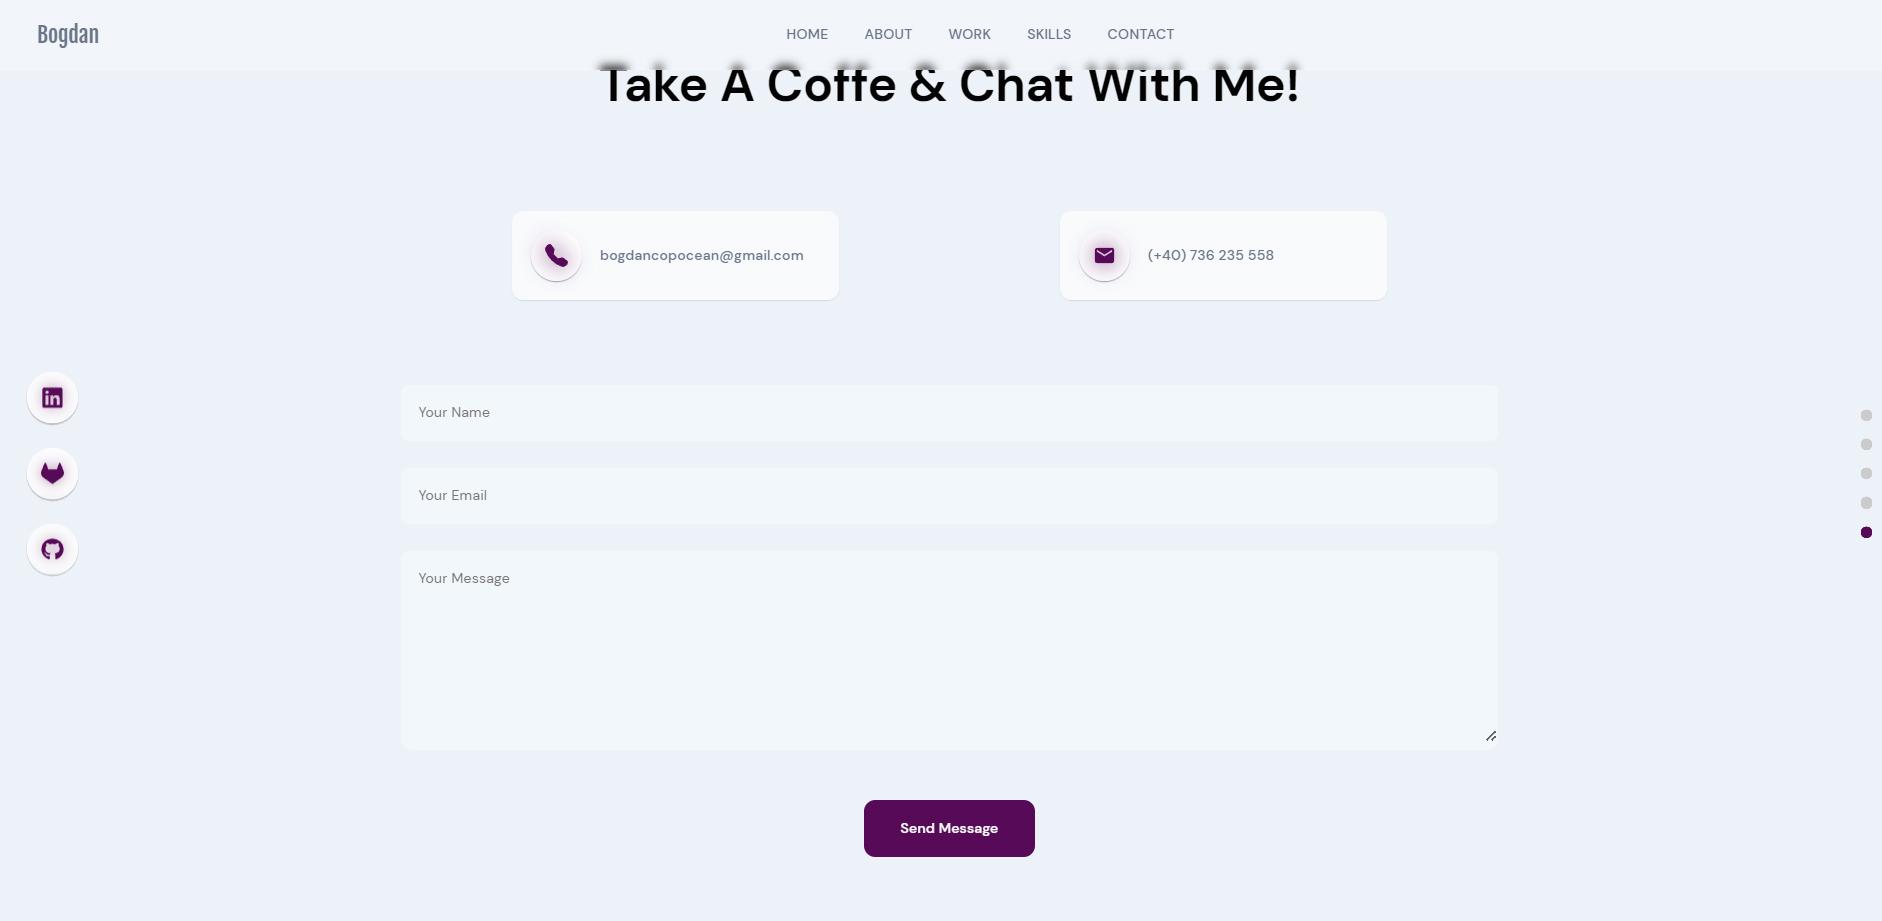 Bogdan
HOME ABOUT WORK SKILLS CONTACT
Take A Coffe & Chat With Me!
bogdancopocean@gmail.com
(+40) 736 235 558
in
Your Name
Your Email
Your Message
Send Message